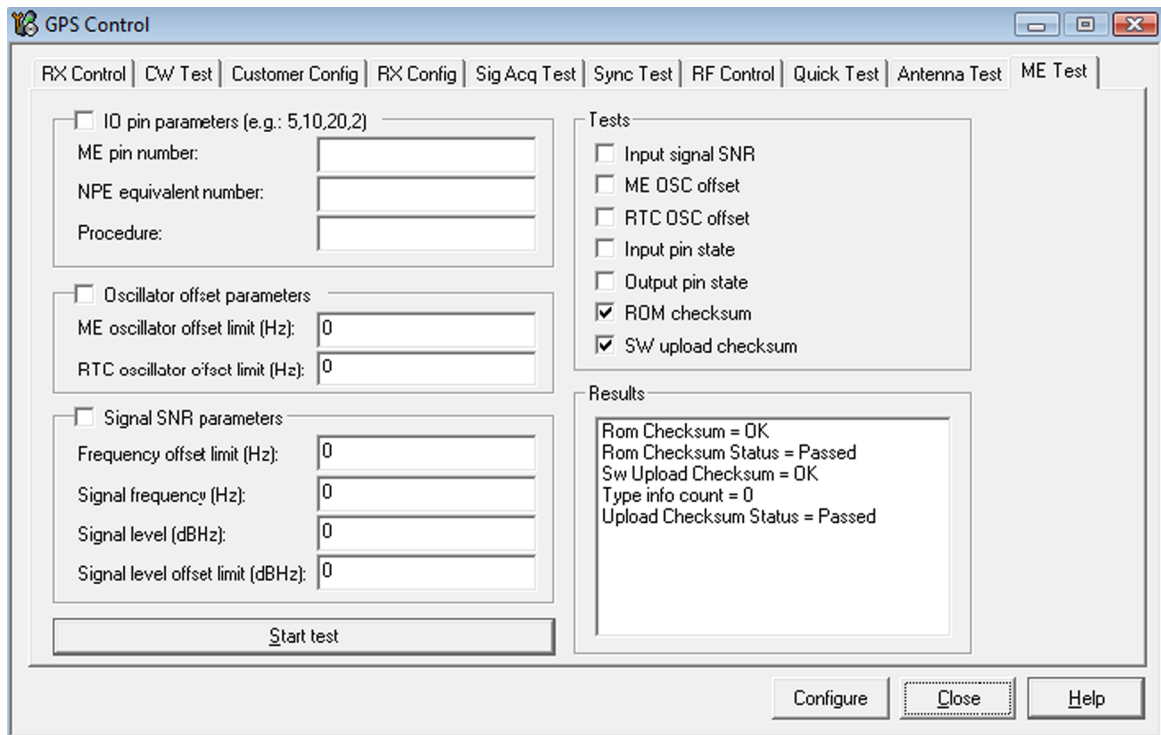 GPS Control
RX Control CW Test Customer Config RX Config Sig Acq Test Sync Test RF Control Quick Test Antenna Test ME Test
IO pin parameters (e.g.: 5,10,20,2)
ME pin number:
NPE equivalent number:
Procedure:
Oscillator offset parameters
ME oscillator offset limit (Hz): 0
RTC oscillator offset limit (Hz): 0
Signal SNR parameters
Frequency offset limit (Hz): 0
Signal frequency (Hz): 0
Signal level (dBHz): 0
Signal level offset limit (dBHz): 0
Start test
Tests
Input signal SNR
ME OSC offset
RTC OSC offset
Input pin state
Output pin state
ROM checksum
SW upload checksum
Results
Rom Checksum = OK
Rom Checksum Status = Passed
Sw Upload Checksum = OK
Type info count = 0
Upload Checksum Status = Passed
Configure Close Help